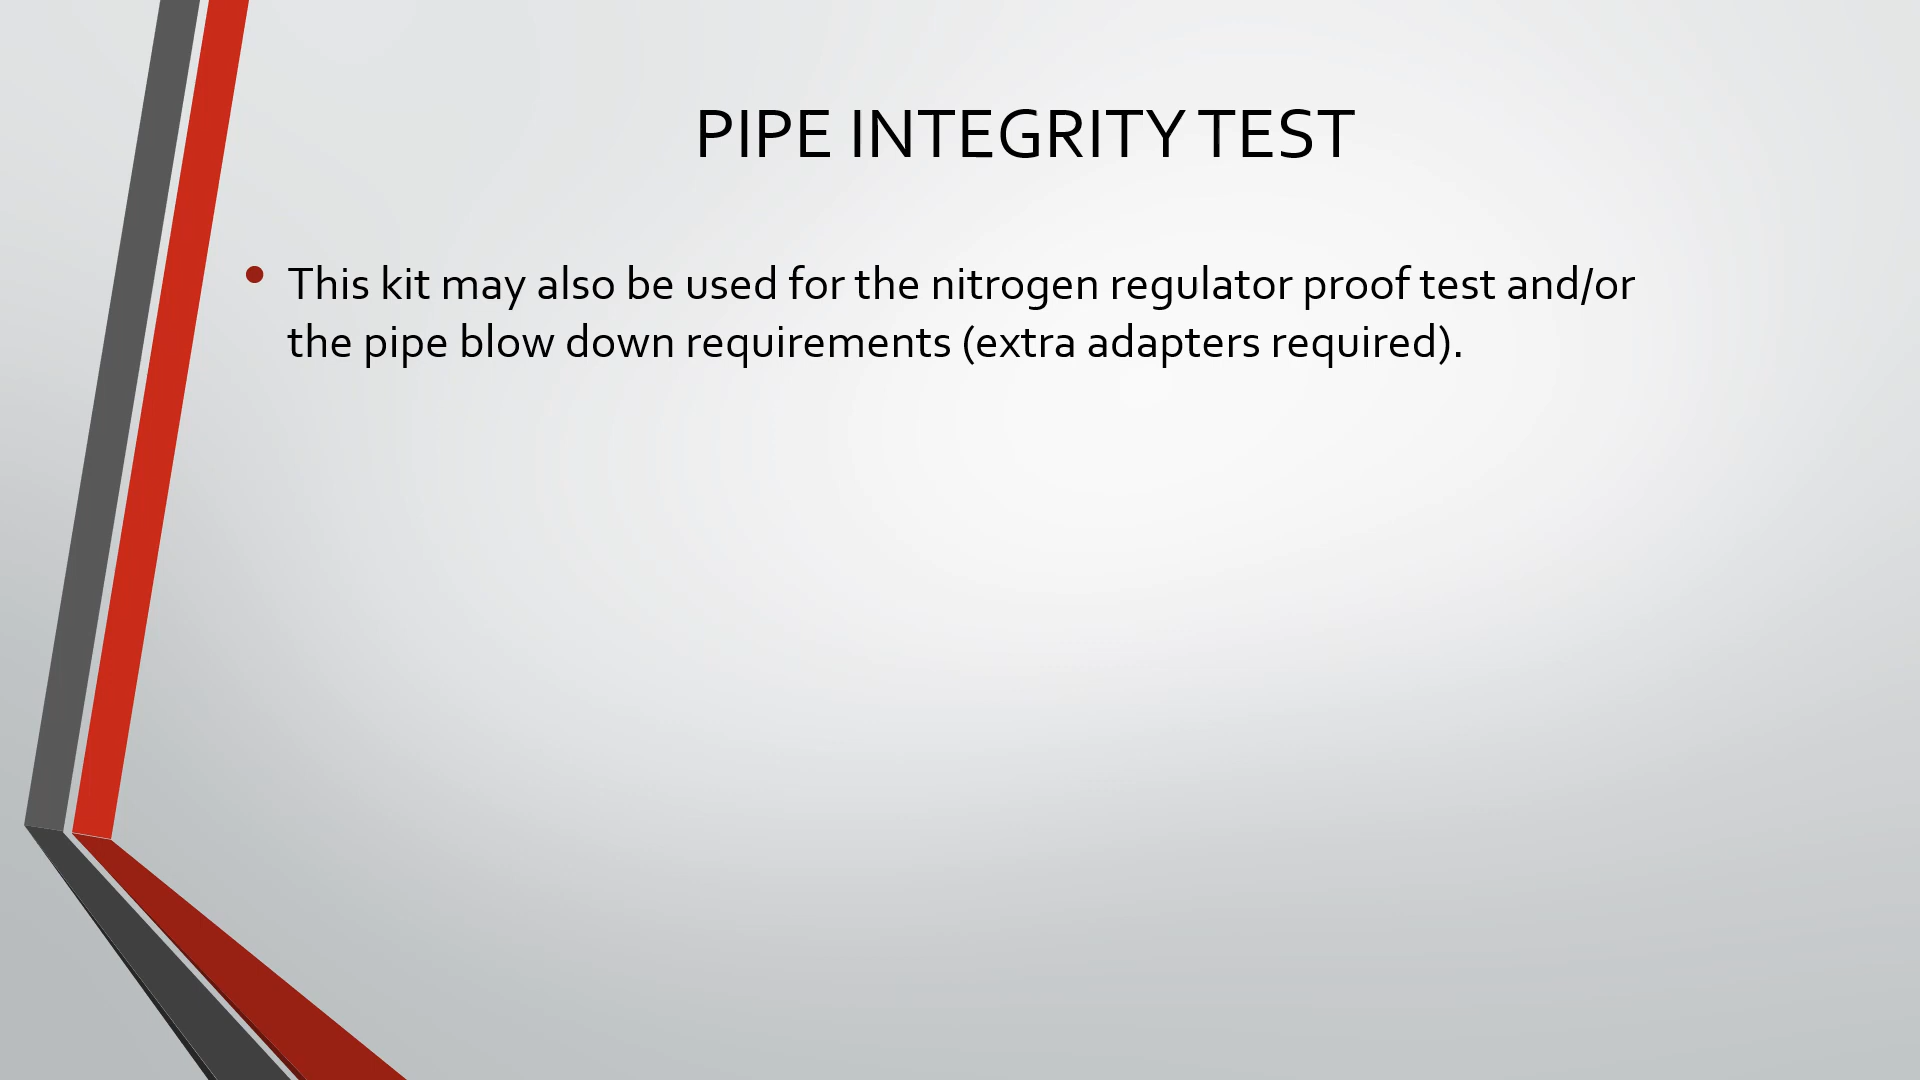 PIPE INTEGRITY TEST
• This kit may also be used for the nitrogen regulator proof test and/or
the pipe blow down requirements (extra adapters required).